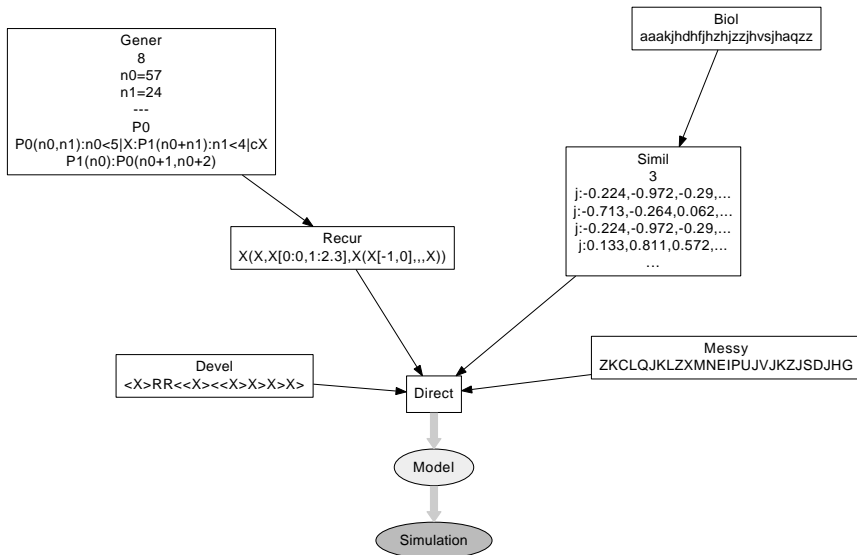 Gener
8
n0=57
n1=24
---
P0
P0(n0,n1):n0<5|X:P1(n0+n1):n1<4|cX
P1(n0):P0(n0+1,n0+2)
Biol
aaakjhdhfjhzhjzzjhvsjhaqzz
Simil
3
j:-0.224,-0.972,-0.29,...
j:-0.713,-0.264,0.062,...
j:-0.224,-0.972,-0.29,...
j:0.133,0.811,0.572,...
...
Recur
X(X,X[0:0,1:2.3],X(X[-1,0],,,X))
Devel
<X>RR<<X><<X>X>X>X>
Messy
ZKCLQJKLZXMNEIPUJVJKZJSDJHG
Direct
Model
Simulation